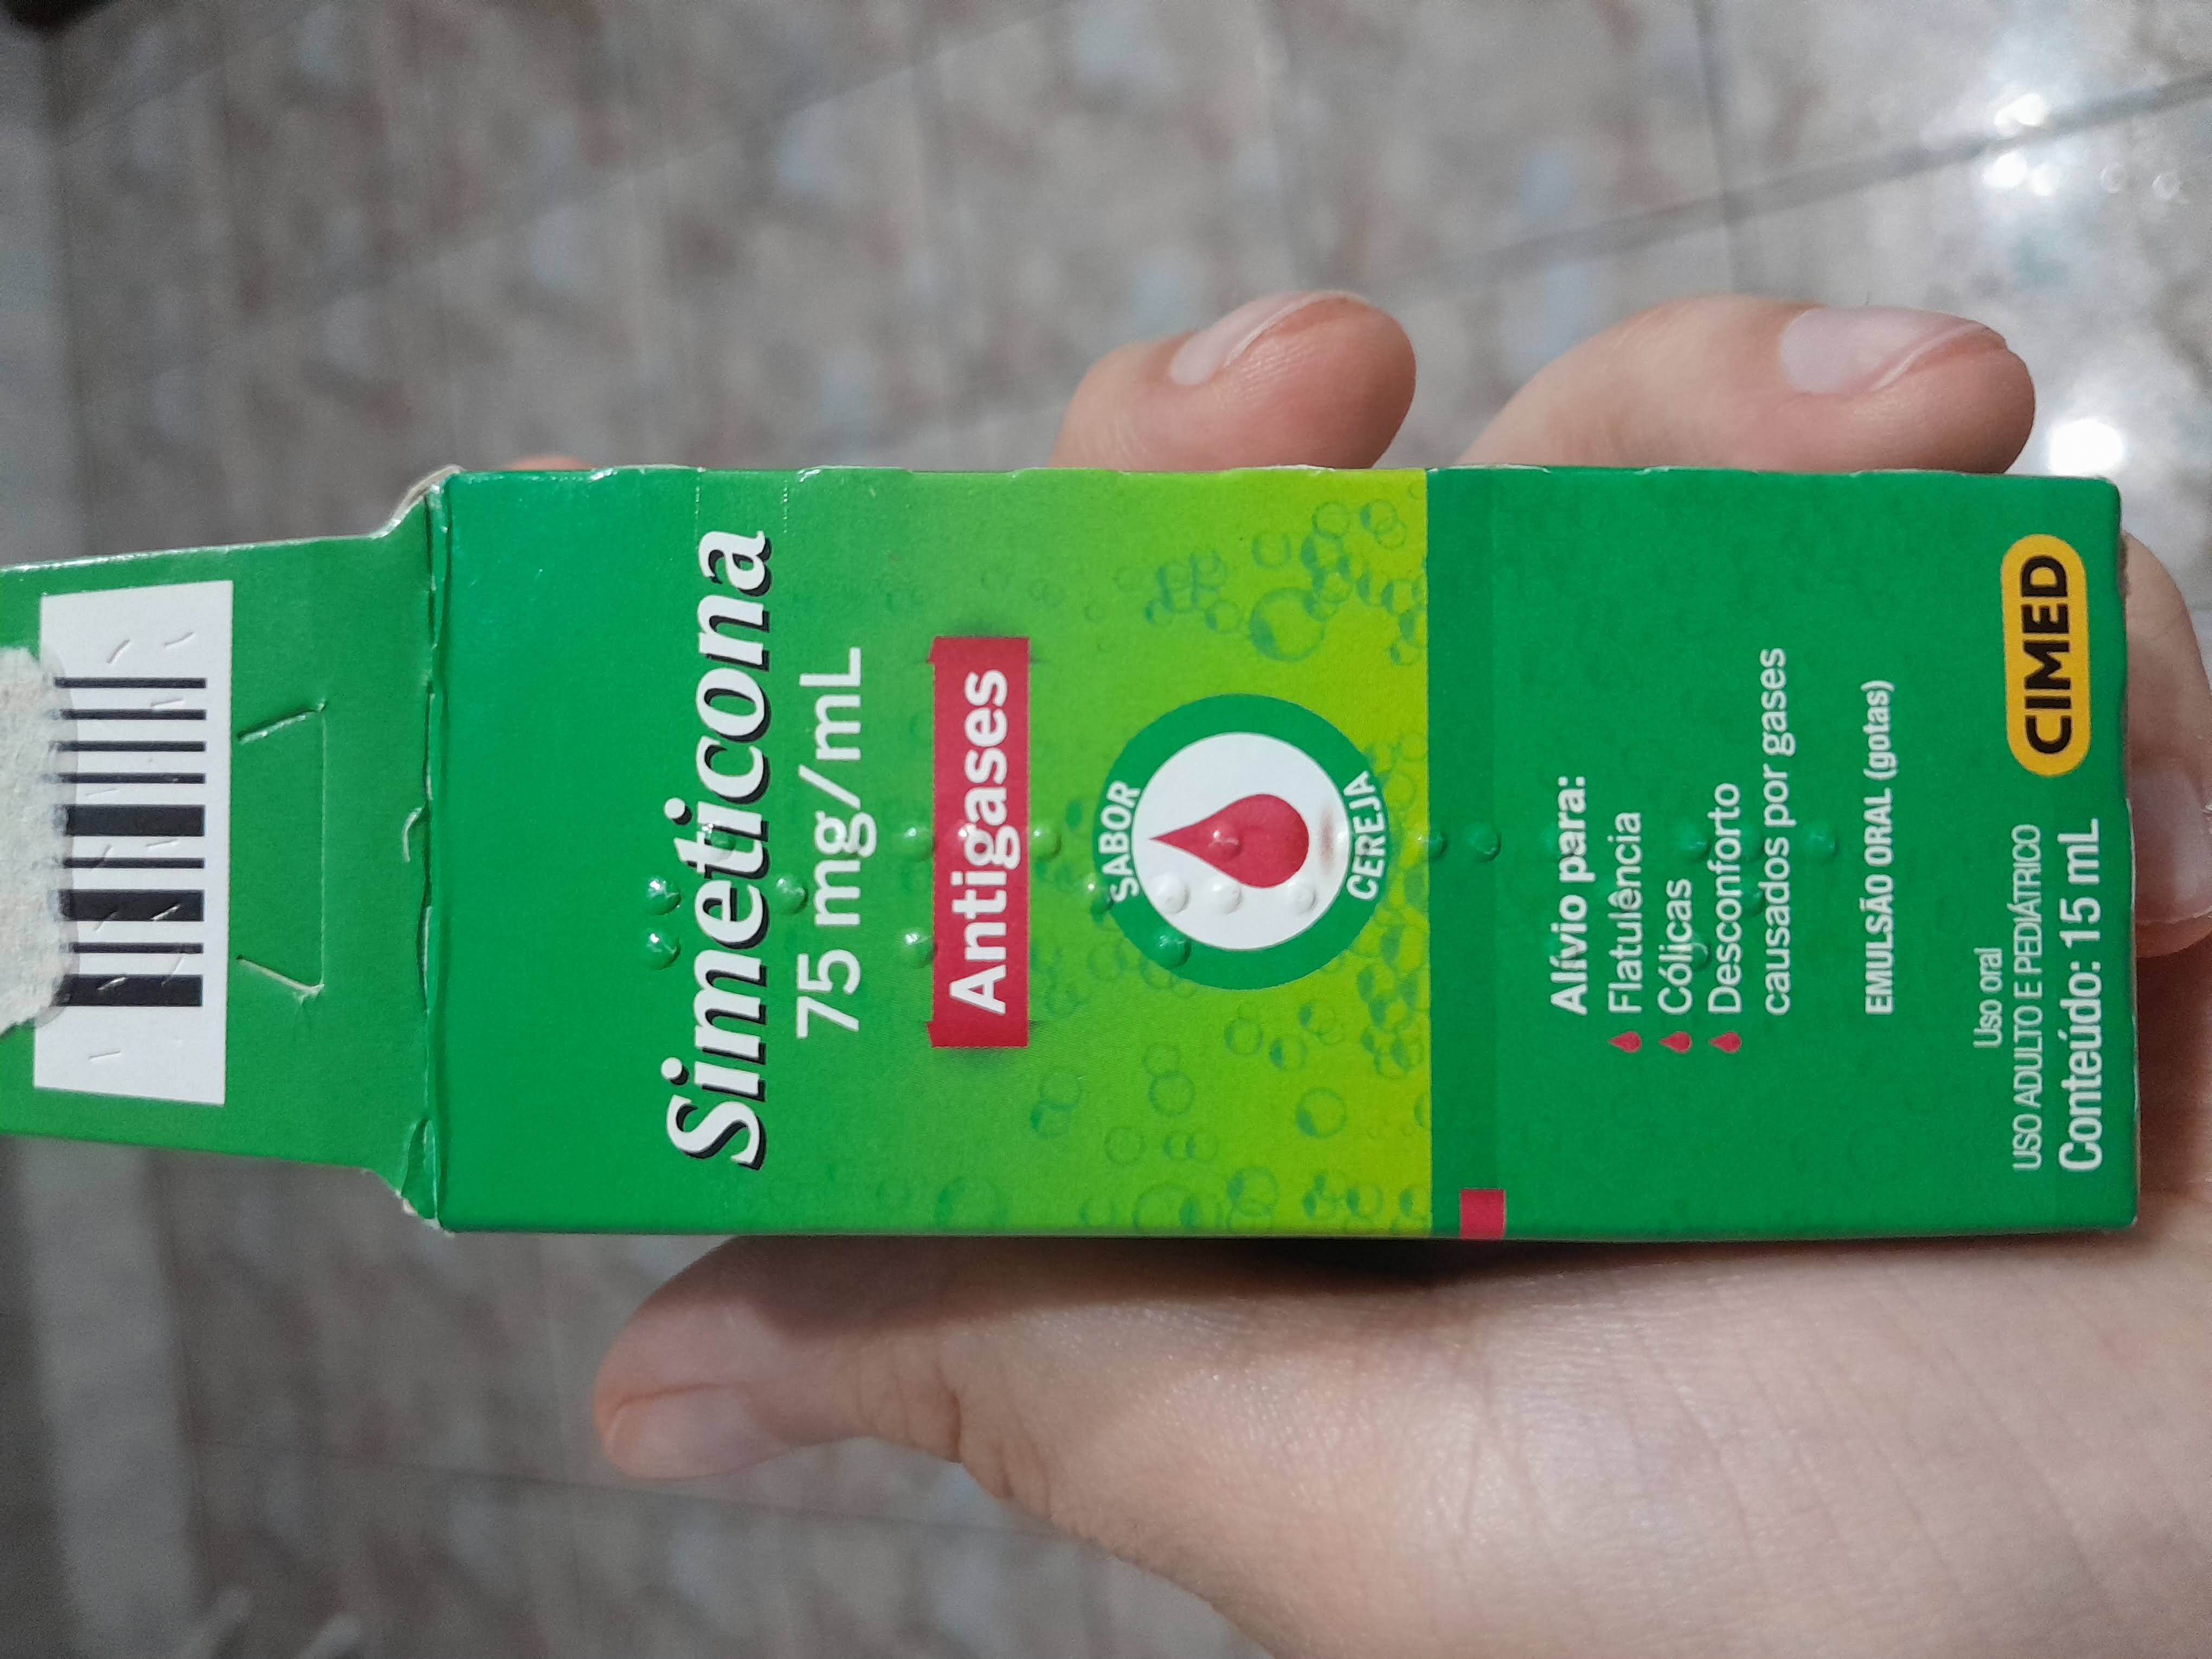 Simeticona
75 mg/mL
Antigases
SABOR
CEREJA
Alívio para:
Flatulência
Cólicas
Desconforto
causados por gases
EMULSÃO ORAL (gotas)
Uso oral
USO ADULTO E PEDIÁTRICO
Conteúdo: 15 mL
CIMED